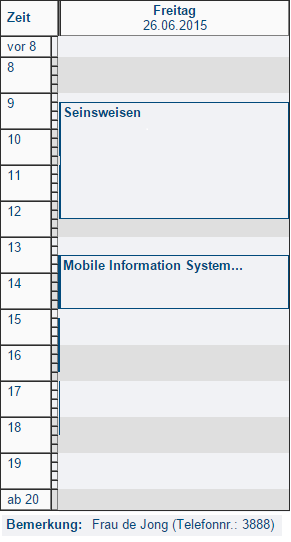 Zeit
Freitag
26.06.2015
vor 8
8
9
Seinsweisen
10
11
12
13
Mobile Information System...
14
15
16
17
18
19
ab 20
Bemerkung: Frau de Jong (Telefonnr.: 3888)